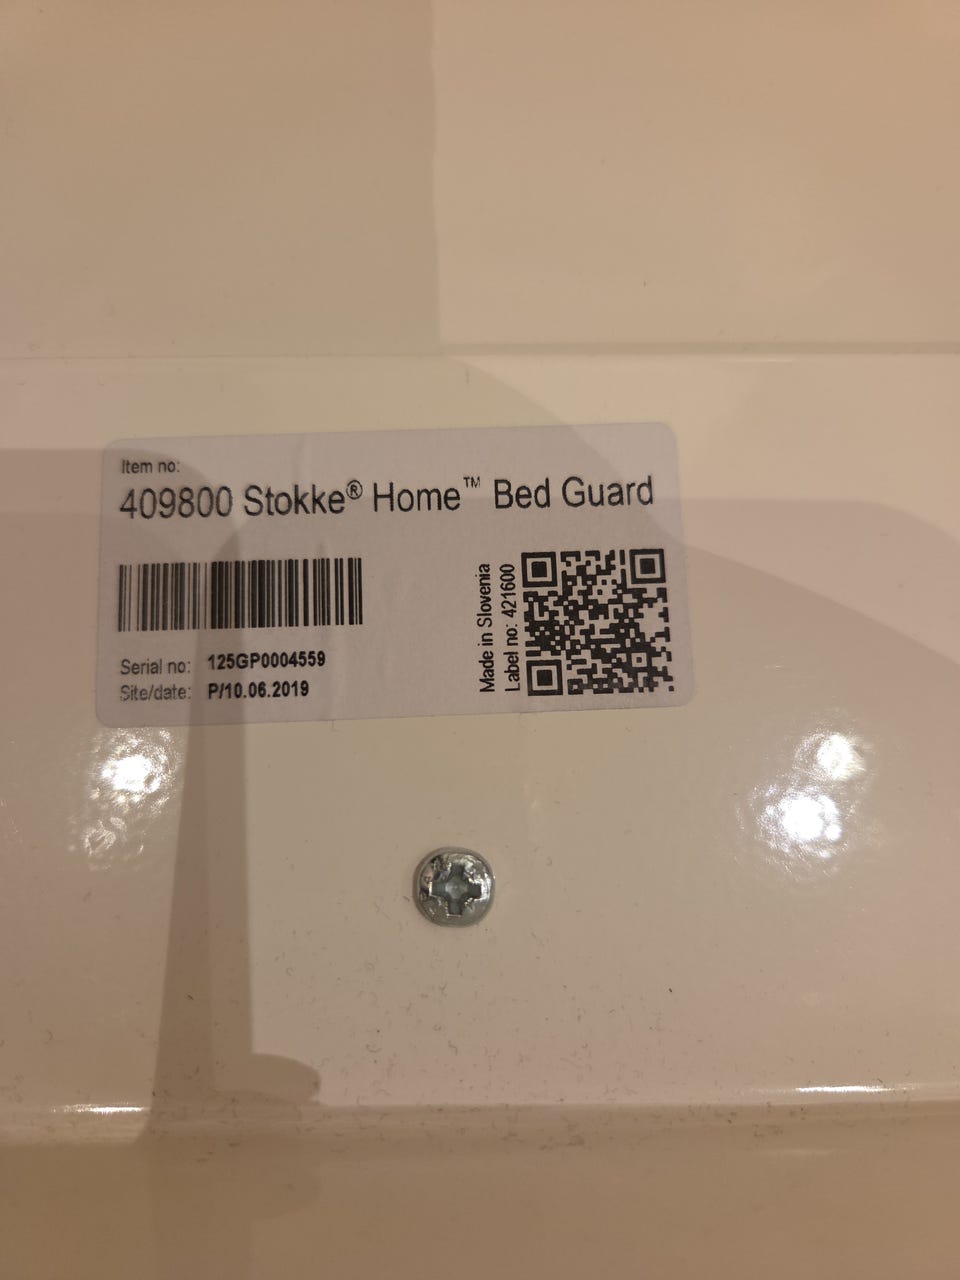 Item no:
409800 Stokke® Home™ Bed Guard
Serial no: 125GP0004559
Site/date: P/10.06.2019
Made in Slovenia
Label no: 421600